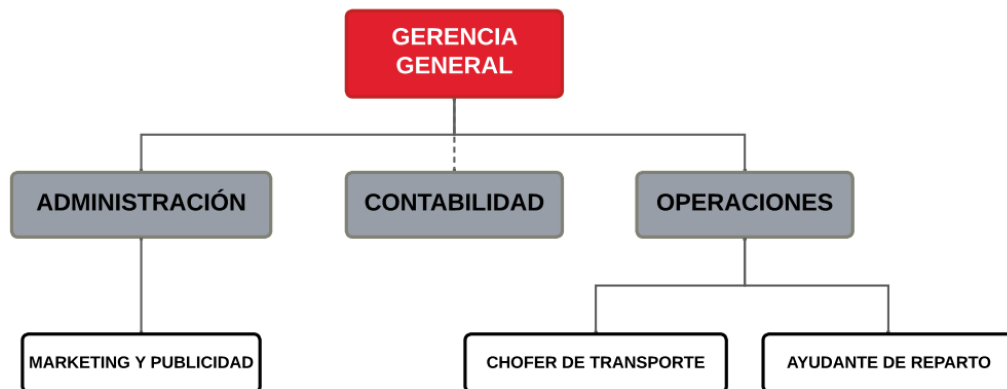 GERENCIA
GENERAL
ADMINISTRACIÓN
CONTABILIDAD
OPERACIONES
MARKETING Y PUBLICIDAD
CHOFER DE TRANSPORTE
AYUDANTE DE REPARTO